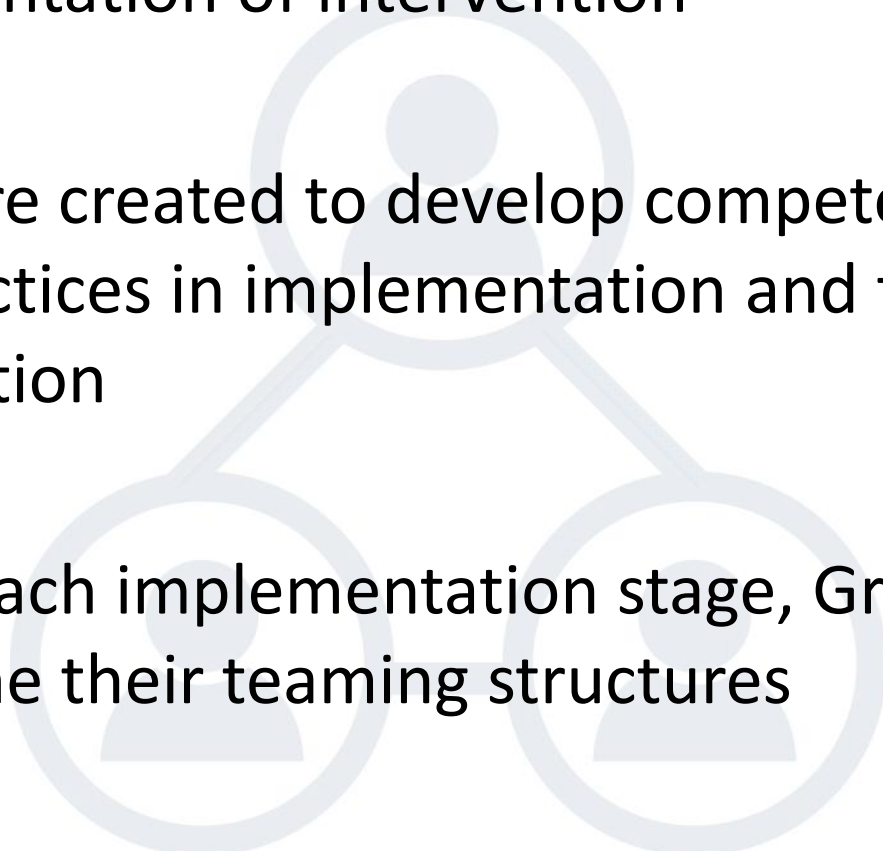 ntation of intervention
re created to develop compet
ctices in implementation and
tion
ach implementation stage, Gr
e their teaming structures